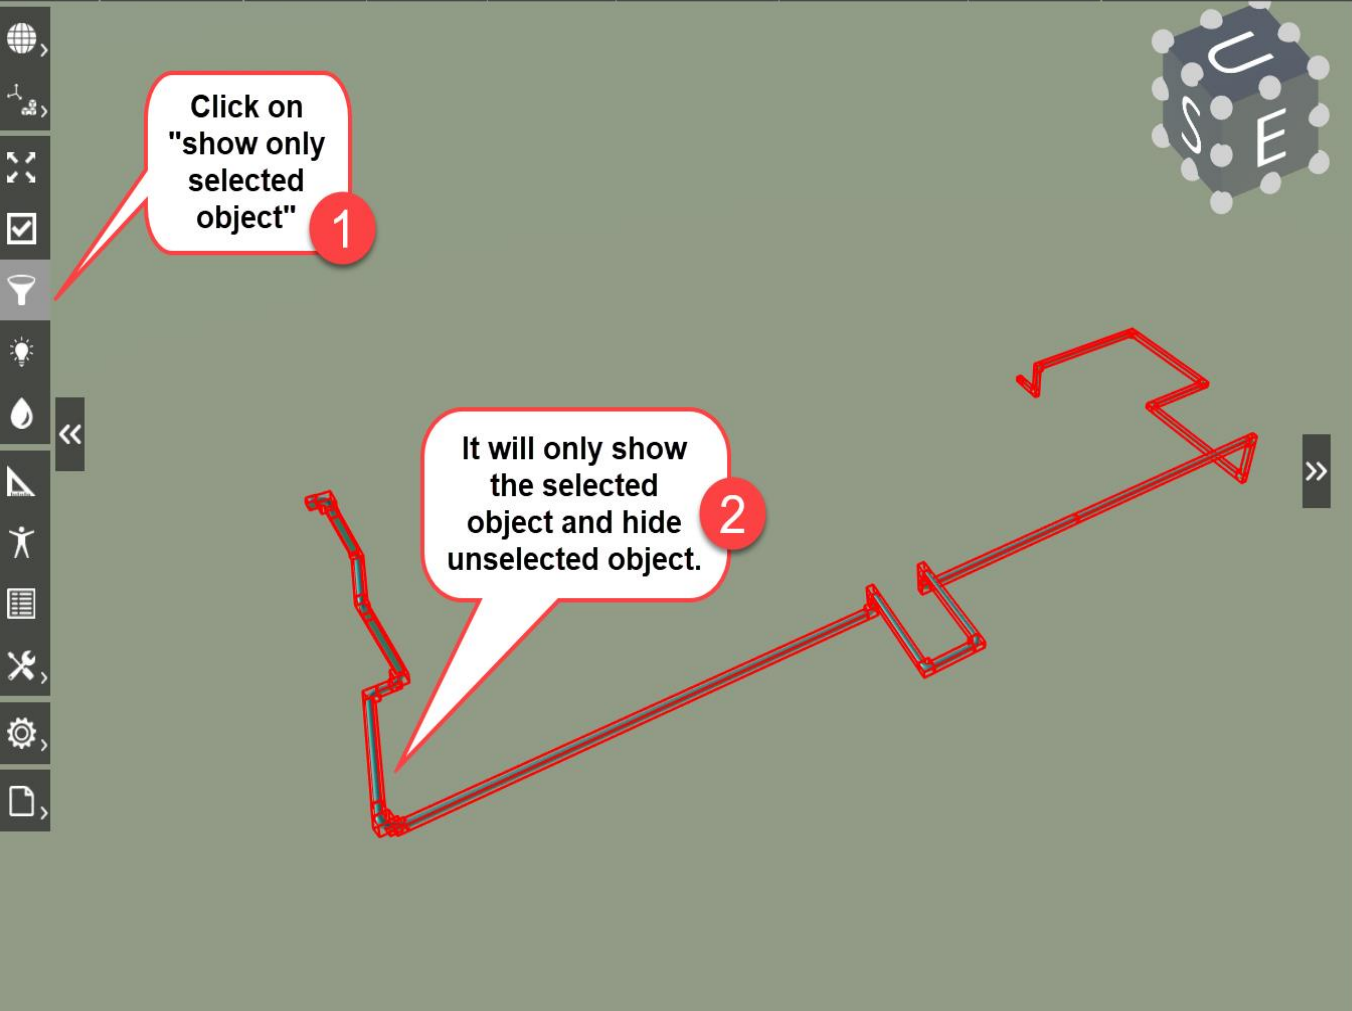 Click on
"show only
selected
object"
1
It will only show
the selected
object and hide
unselected object.
2
U
S
E